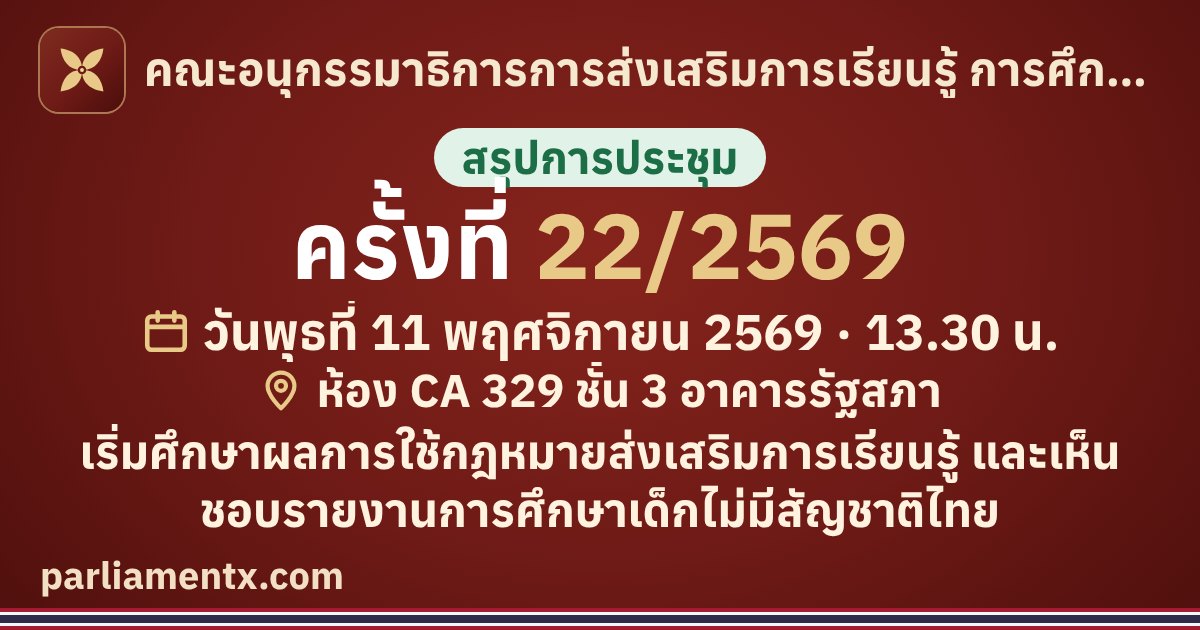 คณะอนุกรรมาธิการการส่งเสริมการเรียนรู้ การศึก...
สรุปการประชุม
ครั้งที่ 22/2569
วันพุธที่ 11 พฤศจิกายน 2569 · 13.30 น.
ห้อง CA 329 ชั้น 3 อาคารรัฐสภา
เริ่มศึกษาผลการใช้กฎหมายส่งเสริมการเรียนรู้ และเห็น
ชอบรายงานการศึกษาเด็กไม่มีสัญชาติไทย
parliamentx.com